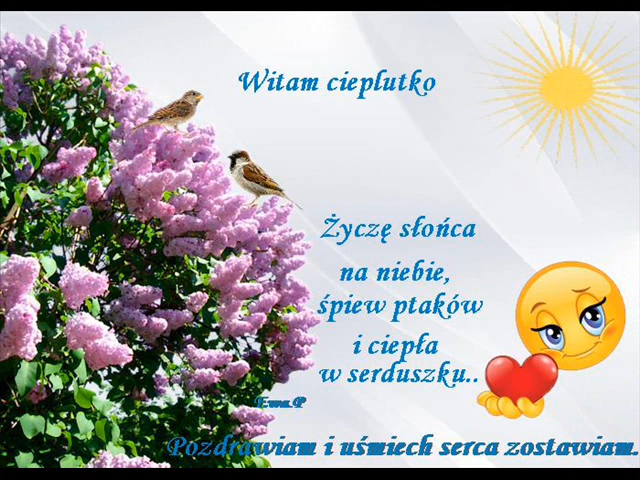 Witam cieplutko
Życzę słońca
na niebie,
śpiew ptaków
i ciepła
w serduszku..
Ewa.P
Pozdrawiam i uśmiech serca zostawiam.